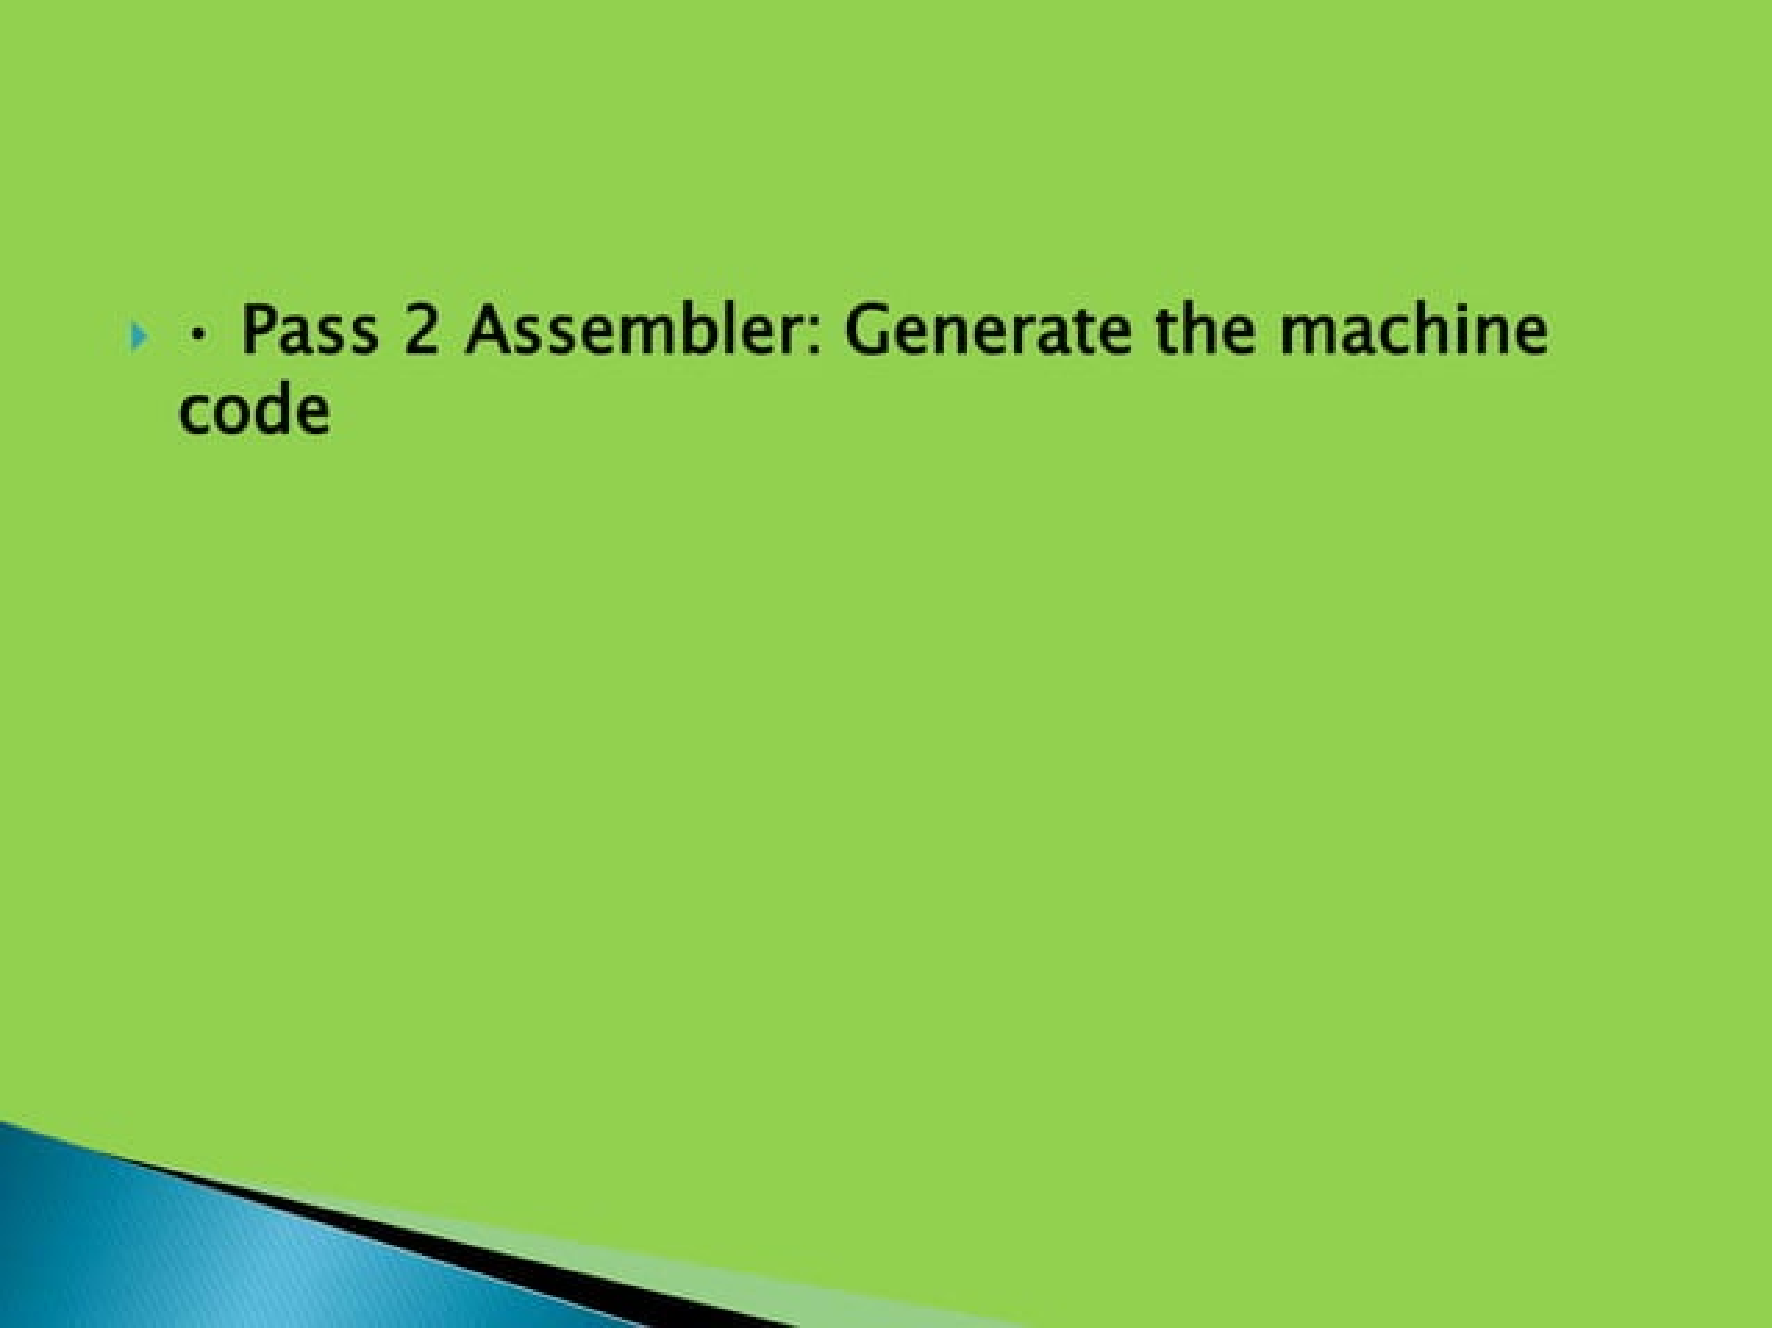 · Pass 2 Assembler: Generate the machine
code